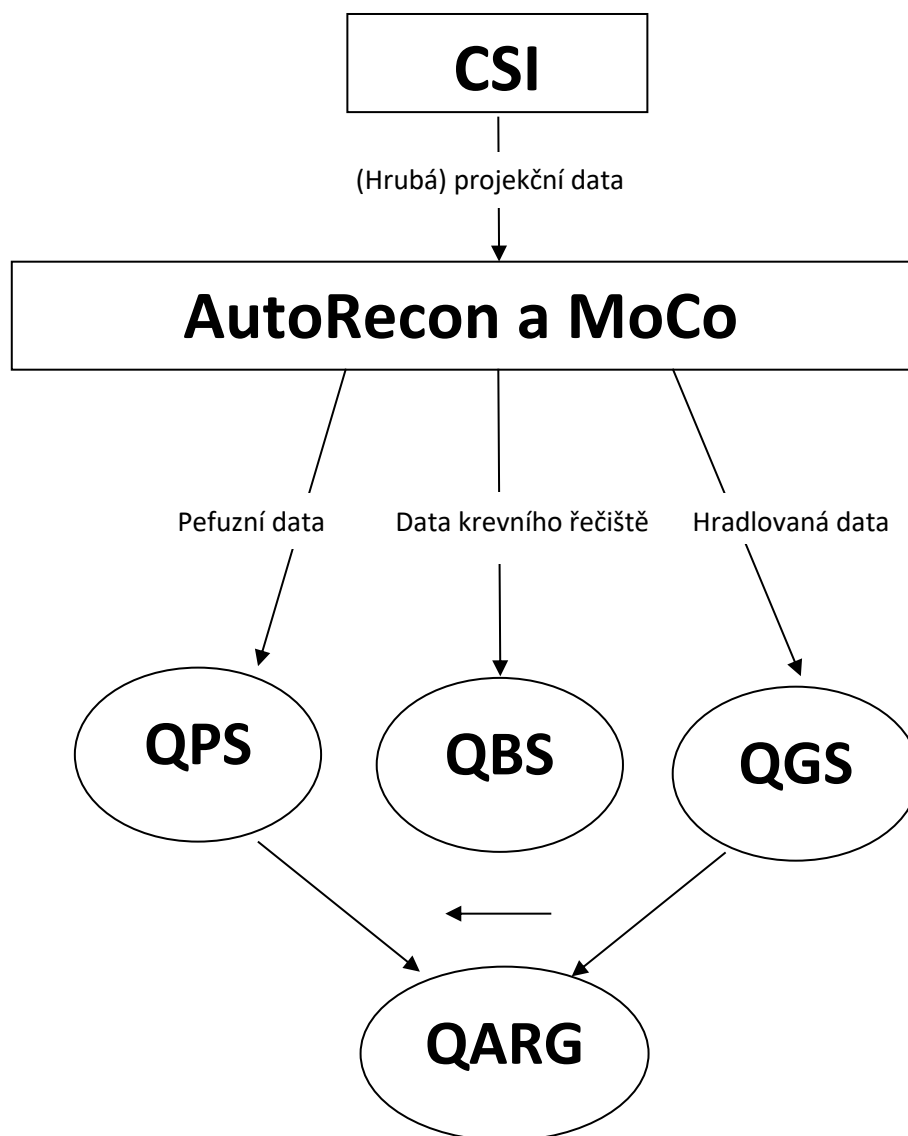 CSI
(Hrubá) projekční data
AutoRecon a MoCo
Pefuzní data
Data krevního řečiště
Hradlovaná data
QPS
QBS
QGS
QARG